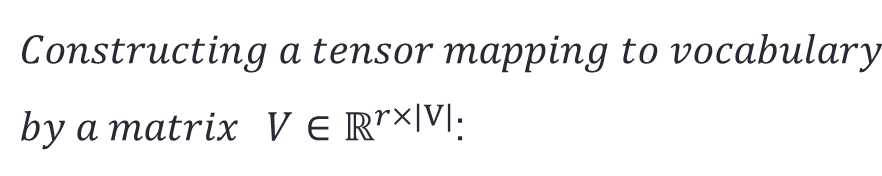 Constructing a tensor mapping to vocabulary
by a matrix V ∈ ℝ^{r×|V|}: